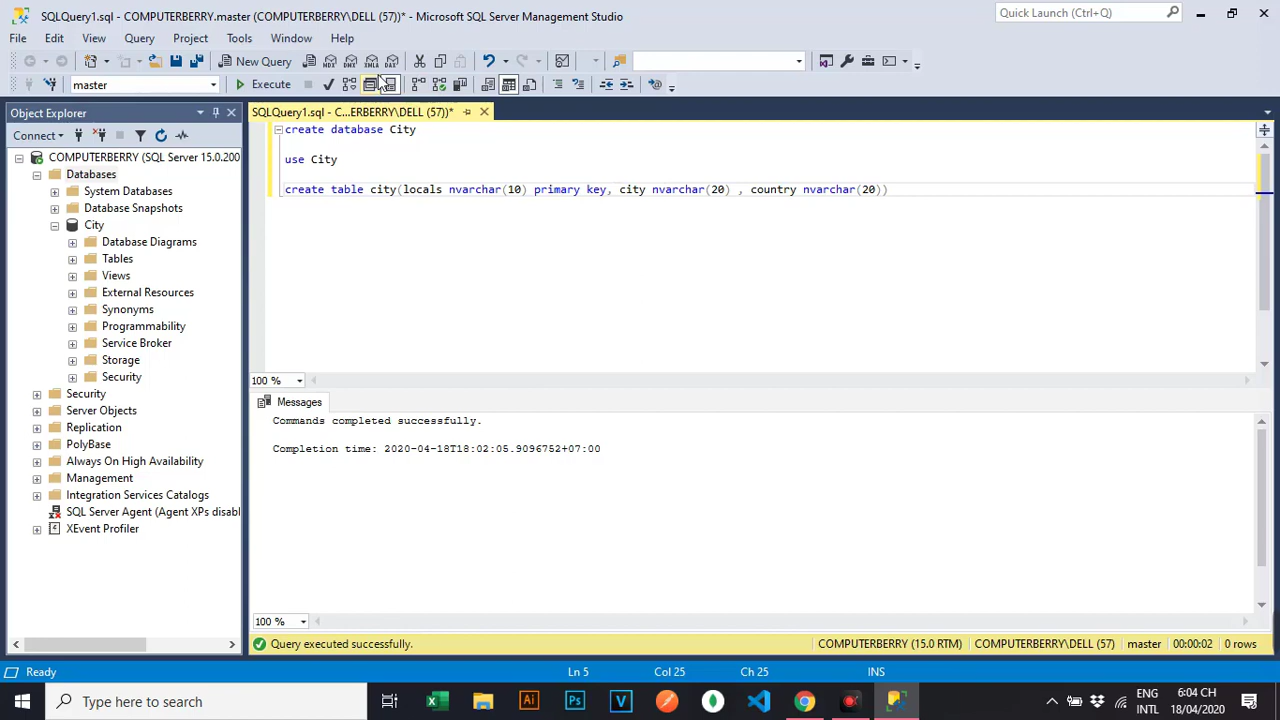 SQLQuery1.sql - COMPUTERBERRY.master (COMPUTERBERRY\DELL (57))* - Microsoft SQL Server Management Studio
Quick Launch (Ctrl+Q)
File Edit View Query Project Tools Window Help
New Query
master
Execute
Object Explorer
SQLQuery1.sql - C...ERBERRY\DELL (57))*
Connect
create database City
use City
create table city(locals nvarchar(10) primary key, city nvarchar(20) , country nvarchar(20))
COMPUTERBERRY (SQL Server 15.0.200
Databases
System Databases
Database Snapshots
City
Database Diagrams
Tables
Views
External Resources
Synonyms
Programmability
Service Broker
Storage
Security
Security
Server Objects
Replication
PolyBase
Always On High Availability
Management
Integration Services Catalogs
SQL Server Agent (Agent XPs disabl
XEvent Profiler
100 %
Messages
Commands completed successfully.
Completion time: 2020-04-18T18:02:05.9096752+07:00
100 %
Query executed successfully.
COMPUTERBERRY (15.0 RTM) COMPUTERBERRY\DELL (57) master 00:00:02 0 rows
Ready
Ln 5 Col 25 Ch 25 INS
Type here to search
ENG
INTL
6:04 CH
18/04/2020